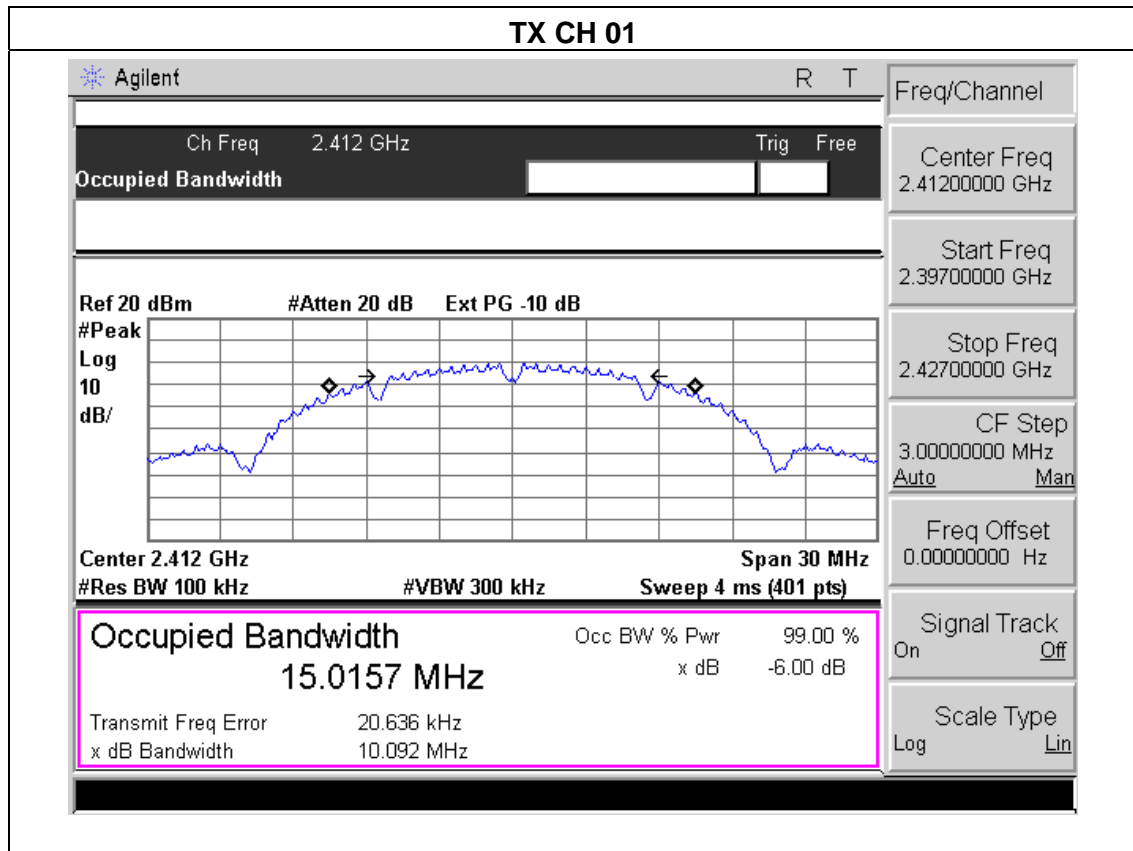 TX CH 01
Agilent R T
Ch Freq 2.412 GHz Trig Free
Occupied Bandwidth
Ref 20 dBm #Atten 20 dB Ext PG -10 dB
#Peak
Log
10
dB/
Center 2.412 GHz Span 30 MHz
#Res BW 100 kHz #VBW 300 kHz Sweep 4 ms (401 pts)
Occupied Bandwidth Occ BW % Pwr 99.00 %
15.0157 MHz x dB -6.00 dB
Transmit Freq Error 20.636 kHz
x dB Bandwidth 10.092 MHz
Freq/Channel
Center Freq
2.41200000 GHz
Start Freq
2.39700000 GHz
Stop Freq
2.42700000 GHz
CF Step
3.00000000 MHz
Auto Man
Freq Offset
0.00000000 Hz
Signal Track
On Off
Scale Type
Log Lin